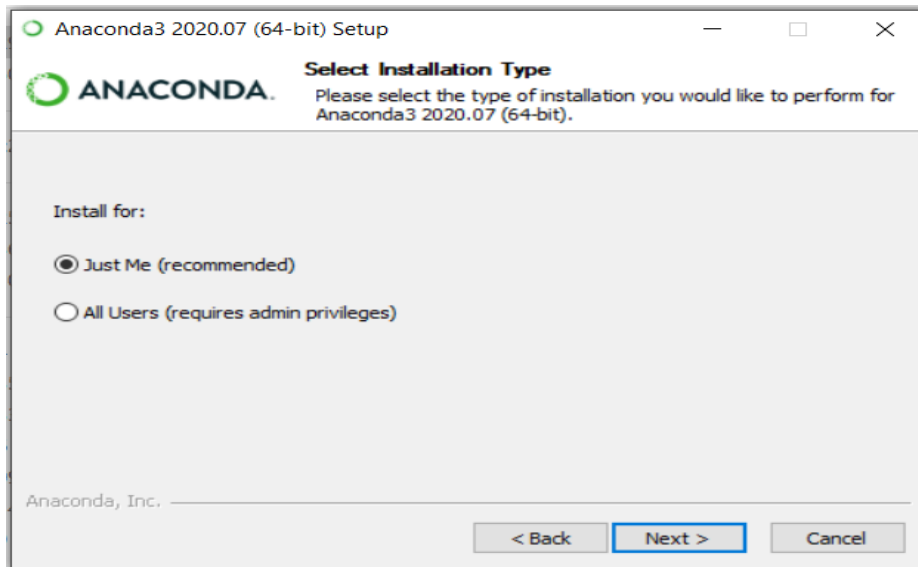 Anaconda3 2020.07 (64-bit) Setup
ANACONDA.
Select Installation Type
Please select the type of installation you would like to perform for
Anaconda3 2020.07 (64-bit).
Install for:
Just Me (recommended)
All Users (requires admin privileges)
Anaconda, Inc.
< Back
Next >
Cancel